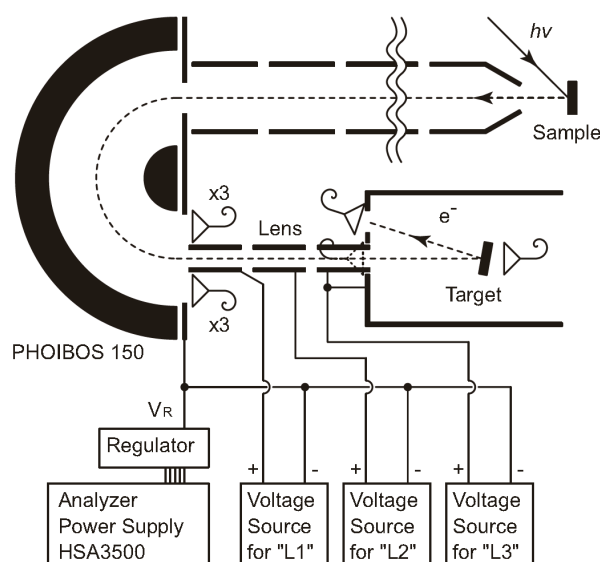 hν
Sample
x3
Lens
e-
Target
x3
PHOIBOS 150
VR
Regulator
+ - + - + -
Analyzer
Power Supply
HSA3500
Voltage
Source
for "L1"
Voltage
Source
for "L2"
Voltage
Source
for "L3"